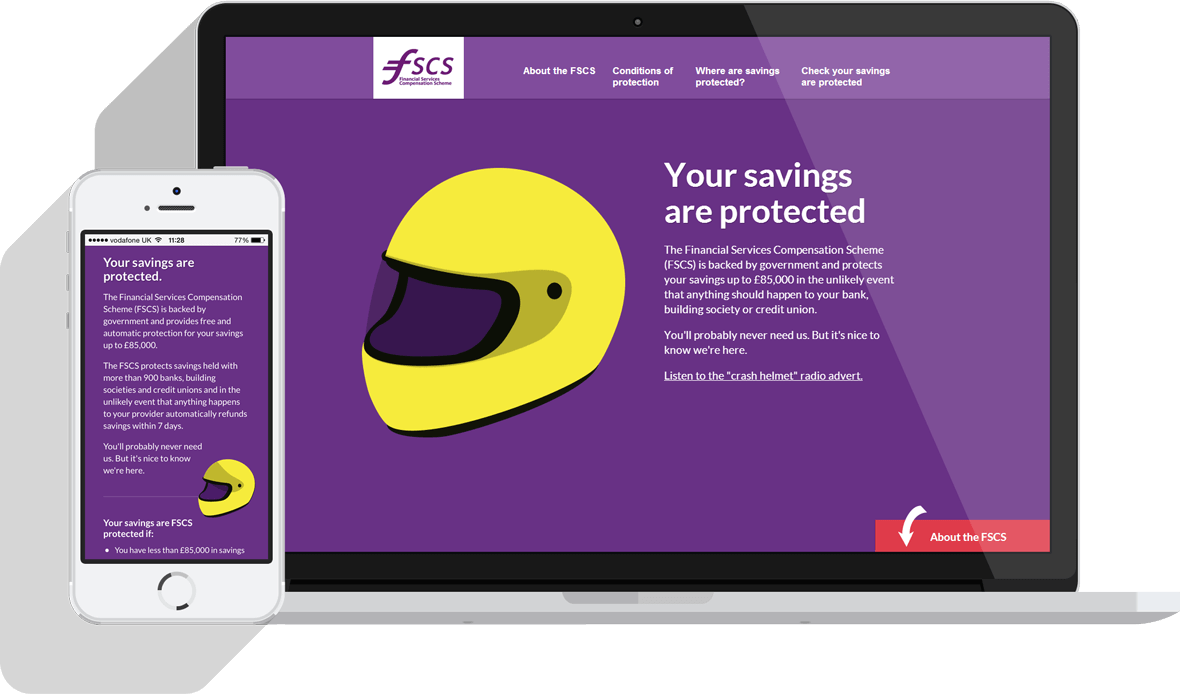 fscs
Financial Services
Compensation Scheme
About the FSCS
Conditions of
protection
Where are savings
protected?
Check your savings
are protected
Your savings
are protected
The Financial Services Compensation Scheme
(FSCS) is backed by government and protects
your savings up to £85,000 in the unlikely event
that anything should happen to your bank,
building society or credit union.
You'll probably never need us. But it's nice to
know we're here.
Listen to the "crash helmet" radio advert.
About the FSCS
vodafone UK 11:28 77%
Your savings are
protected.
The Financial Services Compensation
Scheme (FSCS) is backed by
government and provides free and
automatic protection for your savings
up to £85,000.
The FSCS protects savings held with
more than 900 banks, building
societies and credit unions and in the
unlikely event that anything happens
to your provider automatically refunds
savings within 7 days.
You'll probably never need
us. But it's nice to know
we're here.
Your savings are FSCS
protected if:
• You have less than £85,000 in savings